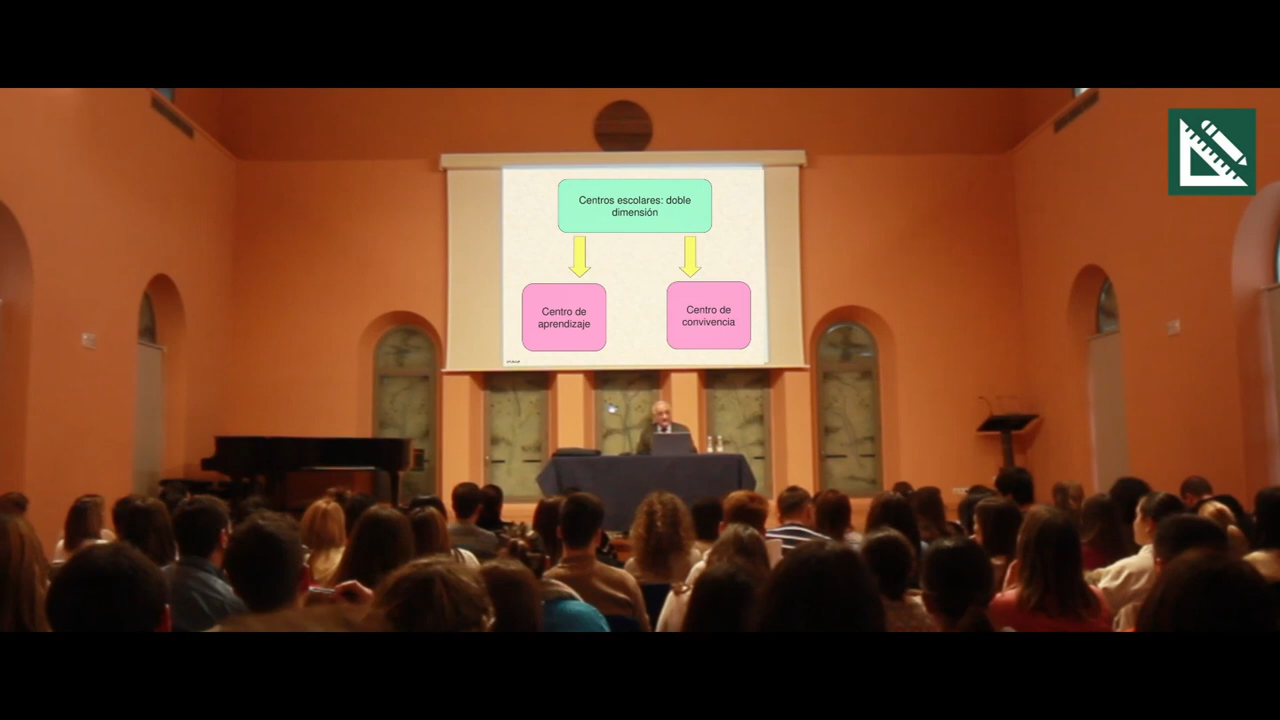 Centros escolares: doble
dimensión
Centro de
aprendizaje
Centro de
convivencia